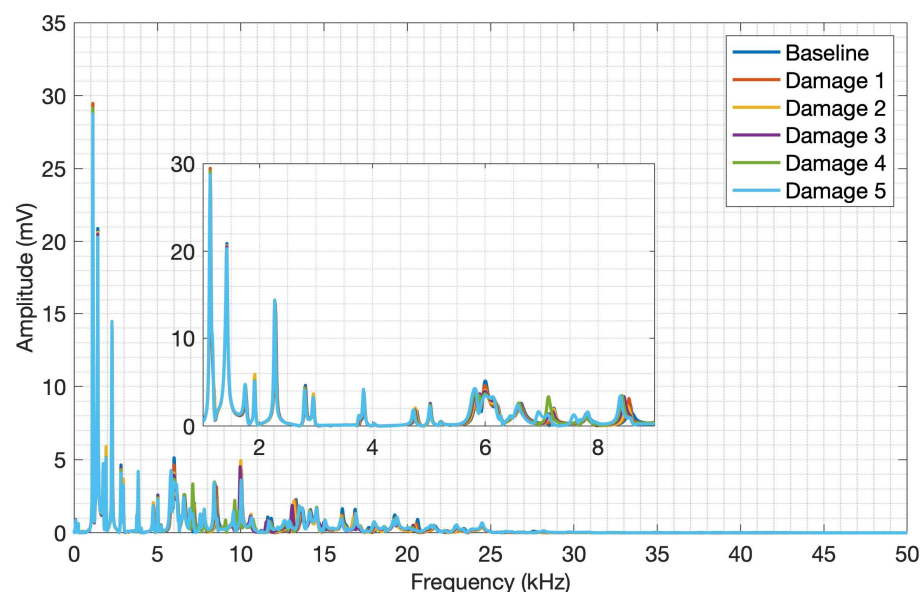 35
30
25
20
15
10
5
0
Amplitude (mV)
Baseline
Damage 1
Damage 2
Damage 3
Damage 4
Damage 5
30
20
10
0
2 4 6 8
0 5 10 15 20 25 30 35 40 45 50
Frequency (kHz)